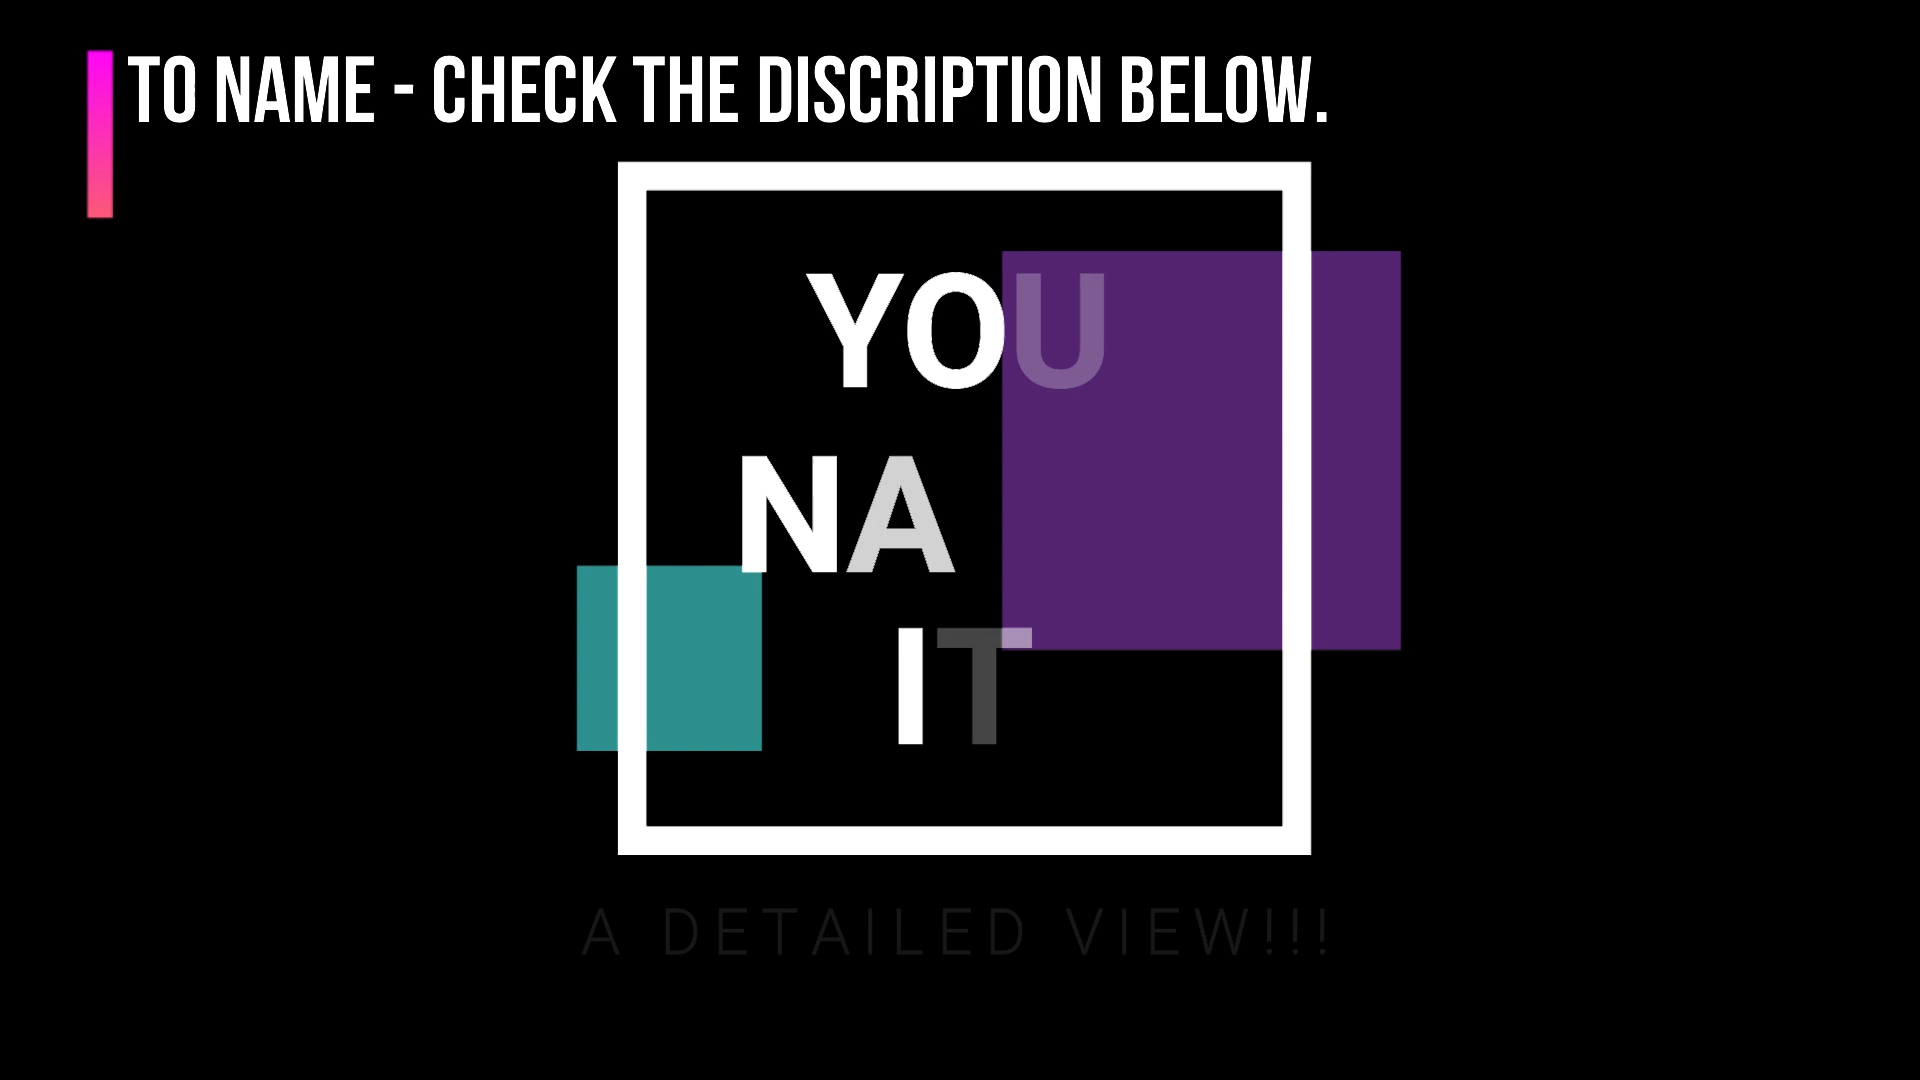 TO NAME - CHECK THE DISCRIPTION BELOW.
YOU
NA
IT
A DETAILED VIEW!!!